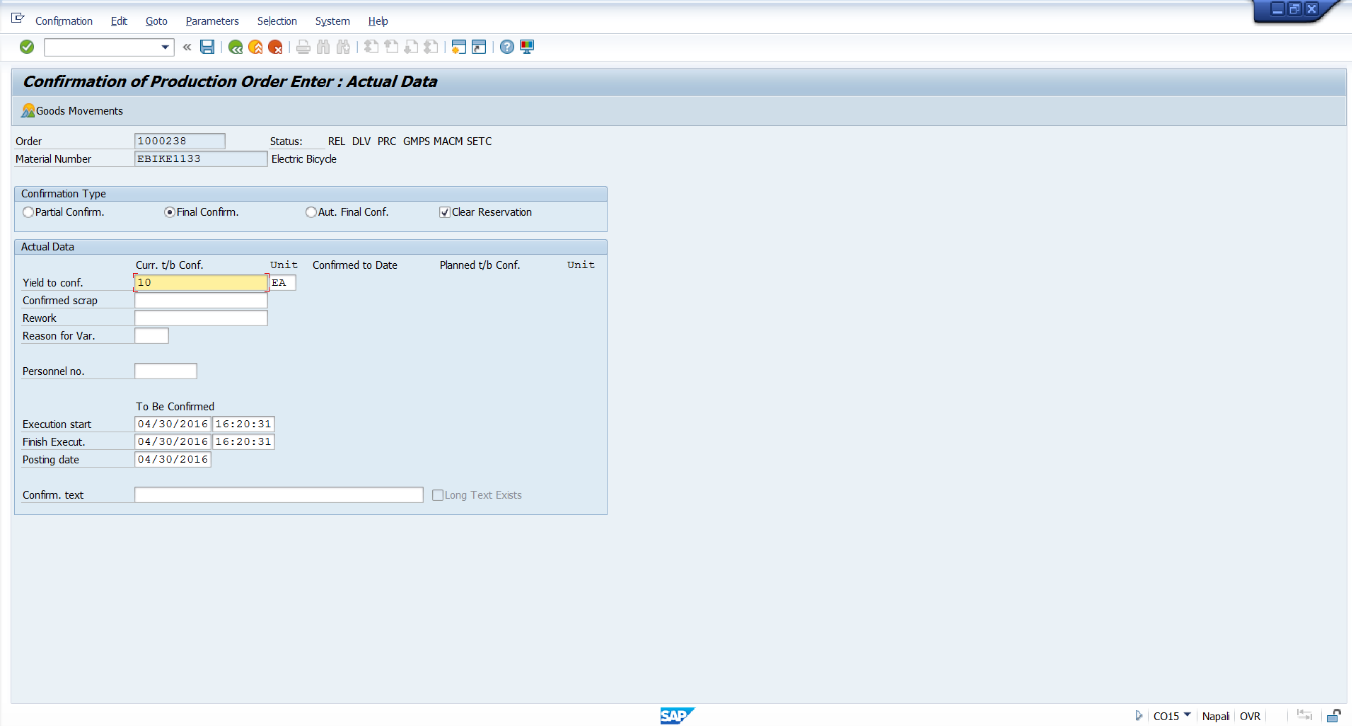 Confirmation Edit Goto Parameters Selection System Help
Confirmation of Production Order Enter : Actual Data
Goods Movements
Order 1000238 Status: REL DLV PRC GMPS MACM SETC
Material Number EBIKE1133 Electric Bicycle
Confirmation Type
Partial Confirm. Final Confirm. Aut. Final Conf. Clear Reservation
Actual Data
Curr. t/b Conf. Unit Confirmed to Date Planned t/b Conf. Unit
Yield to conf. 10 EA
Confirmed scrap
Rework
Reason for Var.
Personnel no.
To Be Confirmed
Execution start 04/30/2016 16:20:31
Finish Execut. 04/30/2016 16:20:31
Posting date 04/30/2016
Confirm. text Long Text Exists
SAP CO15 Napali OVR